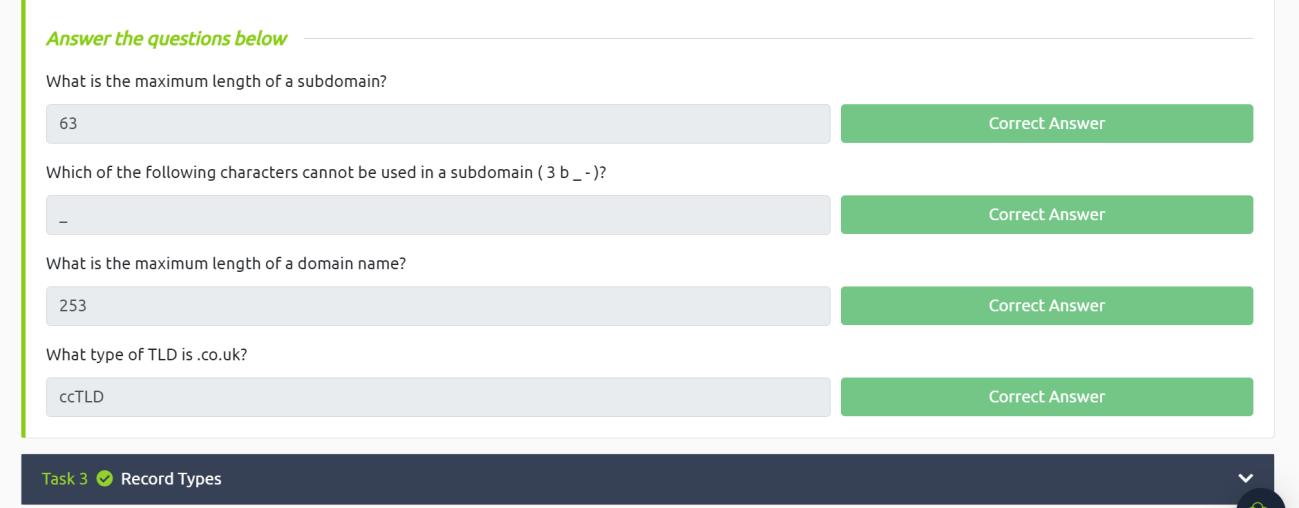 Answer the questions below
What is the maximum length of a subdomain?
63 Correct Answer
Which of the following characters cannot be used in a subdomain ( 3 b _ - )?
_ Correct Answer
What is the maximum length of a domain name?
253 Correct Answer
What type of TLD is .co.uk?
ccTLD Correct Answer
Task 3 Record Types